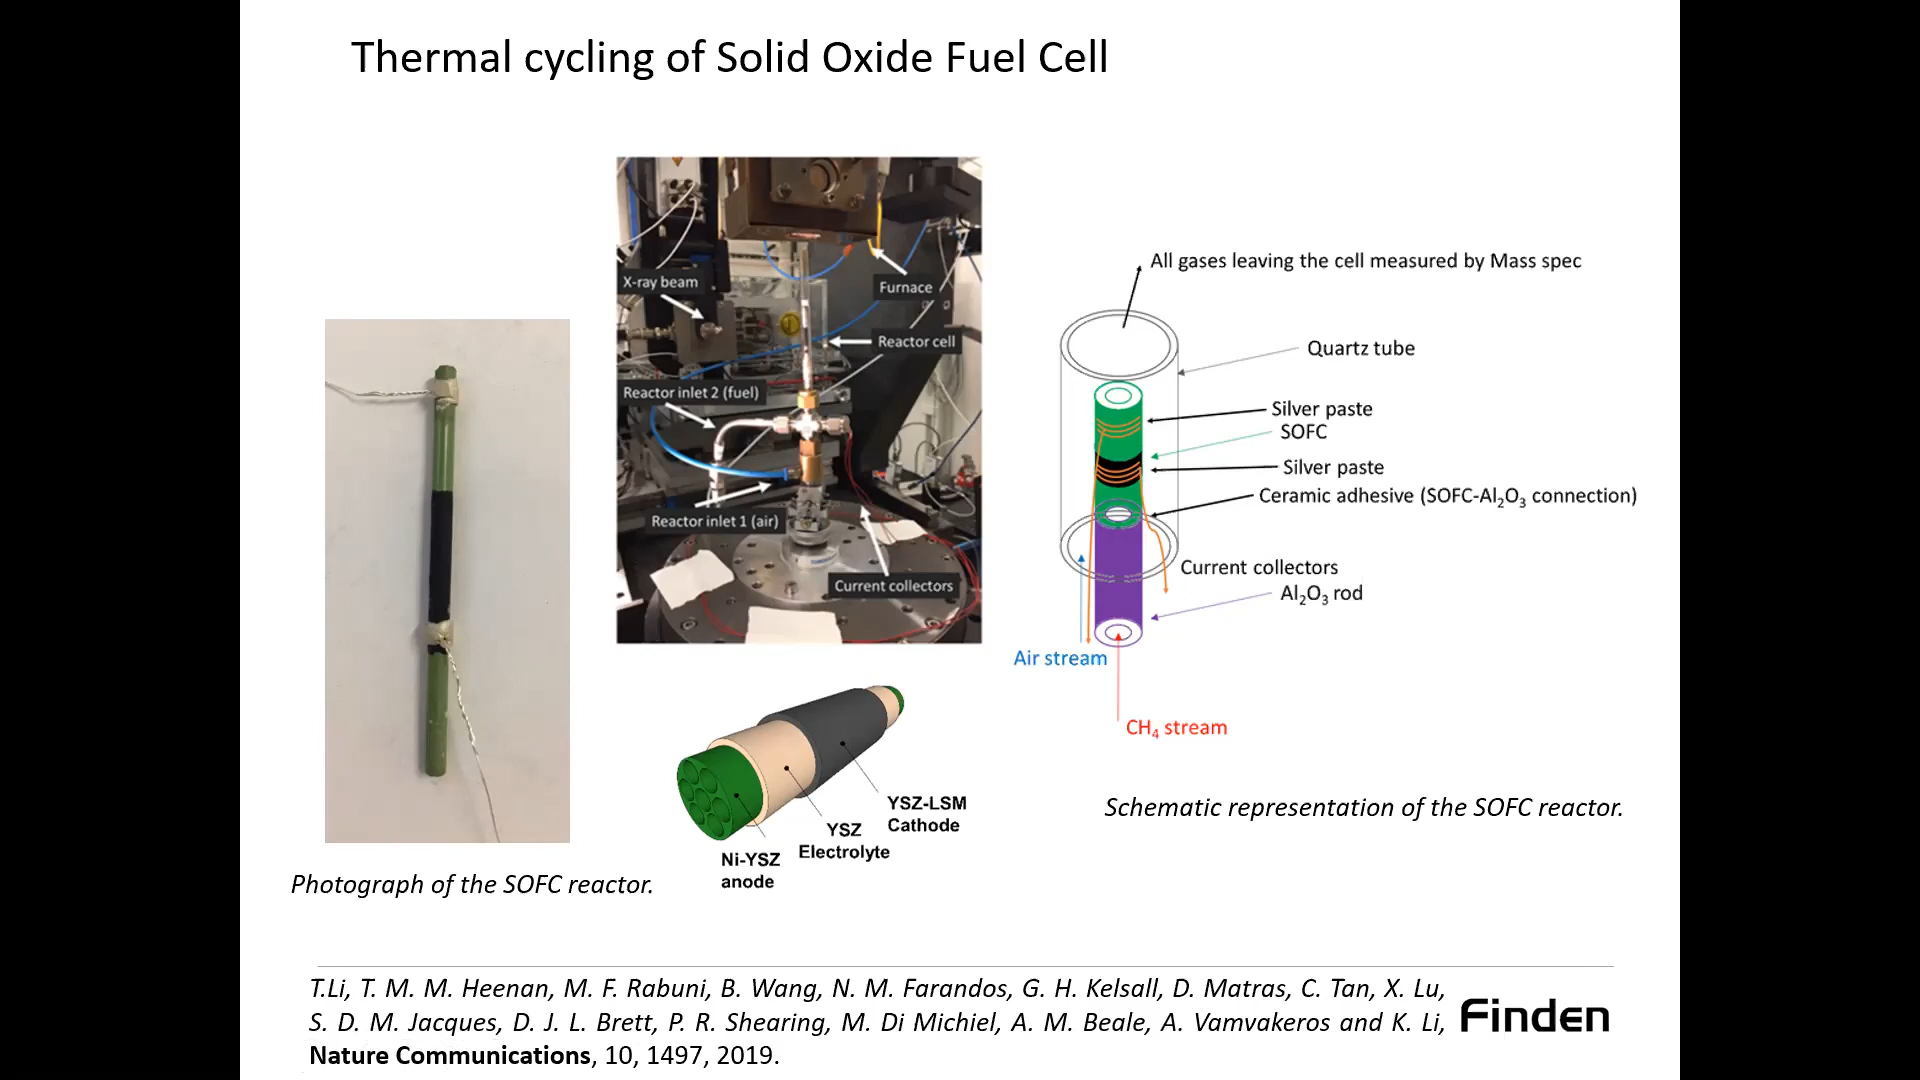 Thermal cycling of Solid Oxide Fuel Cell
X-ray beam
Furnace
Reactor cell
Reactor inlet 2 (fuel)
Reactor inlet 1 (air)
Current collectors
All gases leaving the cell measured by Mass spec
Quartz tube
Silver paste
SOFC
Silver paste
Ceramic adhesive (SOFC-Al₂O₃ connection)
Current collectors
Al₂O₃ rod
Air stream
CH₄ stream
YSZ-LSM
Cathode
YSZ
Electrolyte
Ni-YSZ
anode
Schematic representation of the SOFC reactor.
Photograph of the SOFC reactor.
T.Li, T. M. M. Heenan, M. F. Rabuni, B. Wang, N. M. Farandos, G. H. Kelsall, D. Matras, C. Tan, X. Lu,
S. D. M. Jacques, D. J. L. Brett, P. R. Shearing, M. Di Michiel, A. M. Beale, A. Vamvakeros and K. Li,
Nature Communications, 10, 1497, 2019.
Finden